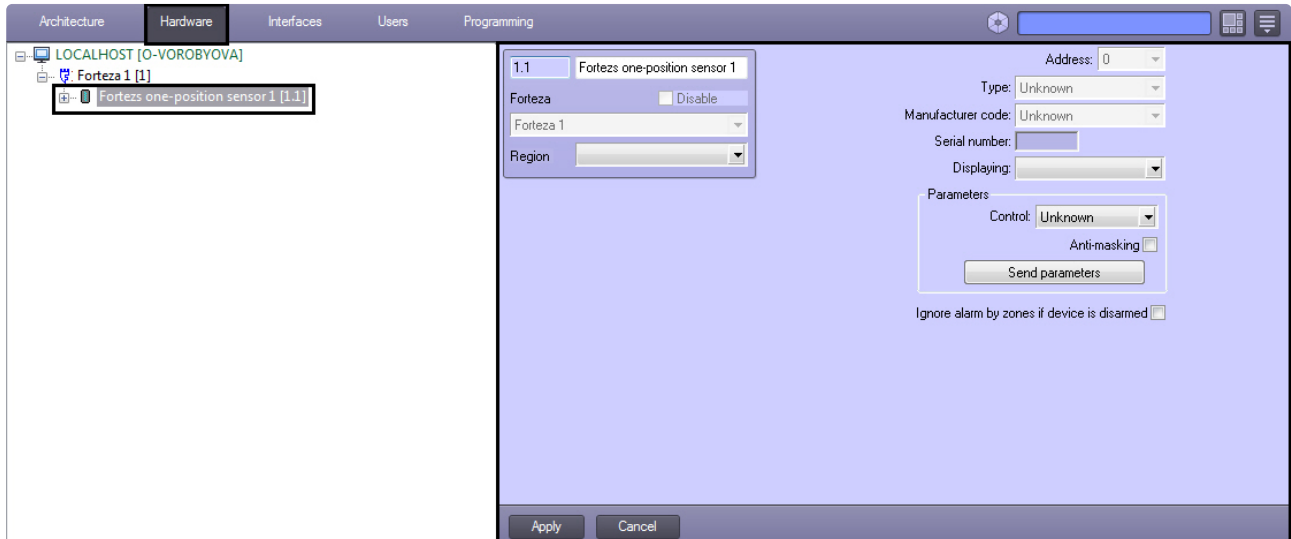 Architecture Hardware Interfaces Users Programming
LOCALHOST [O-VOROBYOVA]
Forteza 1 [1]
Fortezs one-position sensor 1 [1.1]
1.1 Fortezs one-position sensor 1
Forteza Disable
Forteza 1
Region
Address: 0
Type: Unknown
Manufacturer code: Unknown
Serial number:
Displaying:
Parameters
Control: Unknown
Anti-masking
Send parameters
Ignore alarm by zones if device is disarmed
Apply Cancel